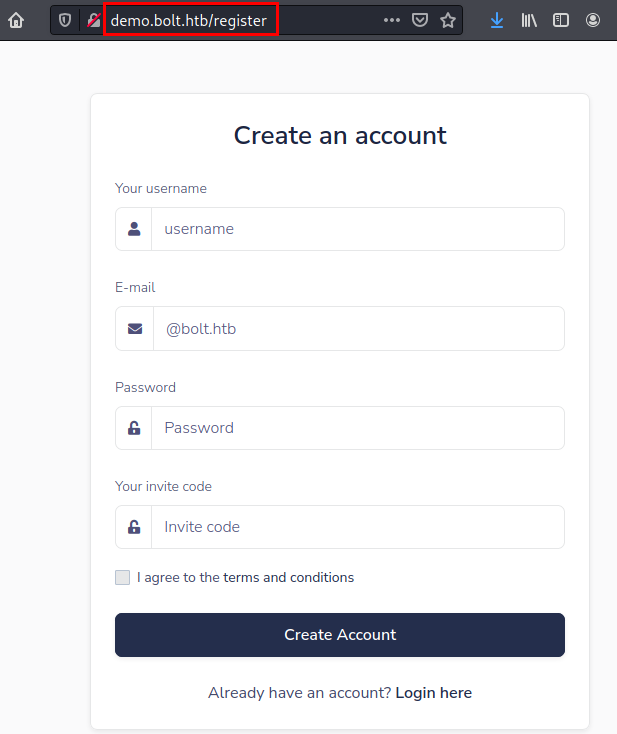 demo.bolt.htb/register
Create an account
Your username
username
E-mail
@bolt.htb
Password
Password
Your invite code
Invite code
I agree to the terms and conditions
Create Account
Already have an account? Login here